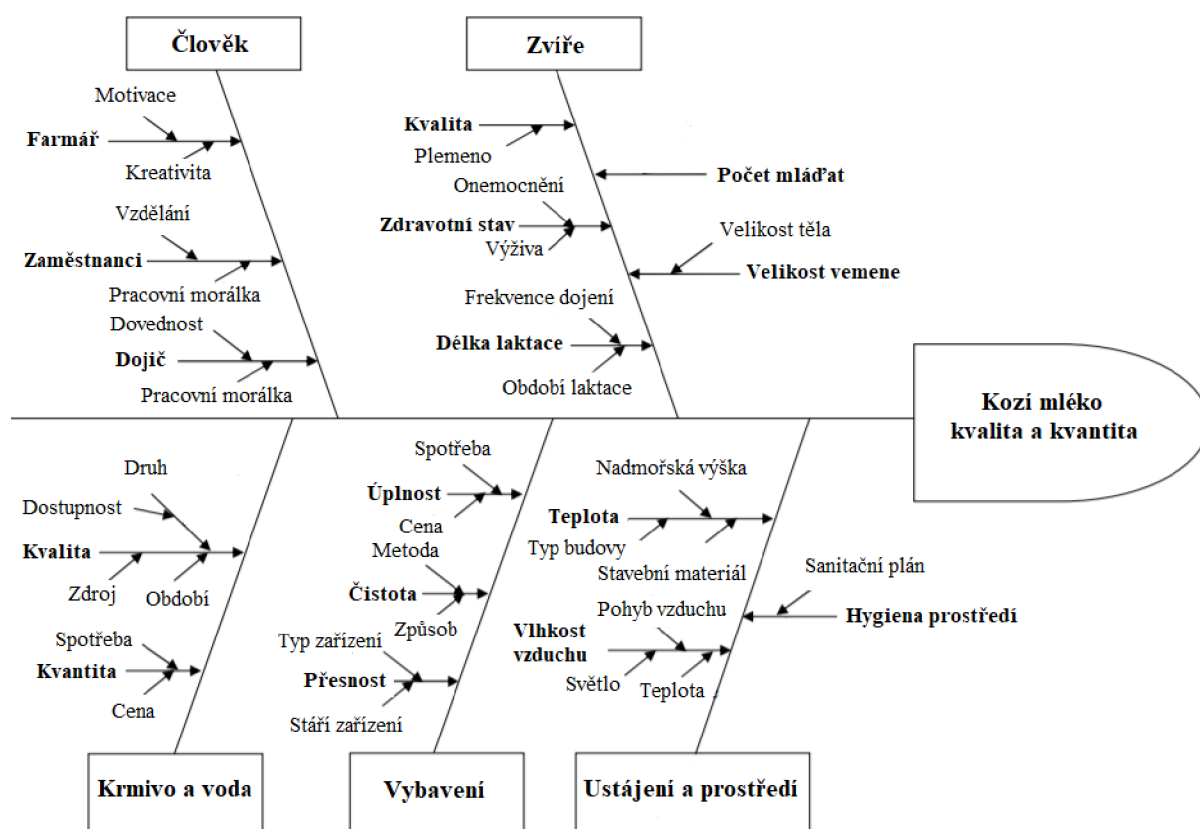 Člověk
Zvíře
Motivace
Farmář
Kreativita
Vzdělání
Zaměstnanci
Pracovní morálka
Dovednost
Dojič
Pracovní morálka
Kvalita
Plemeno
Počet mláďat
Onemocnění
Zdravotní stav
Výživa
Velikost těla
Velikost vemene
Frekvence dojení
Délka laktace
Období laktace
Kozí mléko
kvalita a kvantita
Druh
Dostupnost
Kvalita
Zdroj
Období
Spotřeba
Kvantita
Cena
Spotřeba
Úplnost
Cena
Metoda
Čistota
Způsob
Typ zařízení
Přesnost
Stáří zařízení
Nadmořská výška
Teplota
Typ budovy
Stavební materiál
Sanitační plán
Hygiena prostředí
Pohyb vzduchu
Vlhkost
vzduchu
Světlo
Teplota
Krmivo a voda
Vybavení
Ustájení a prostředí